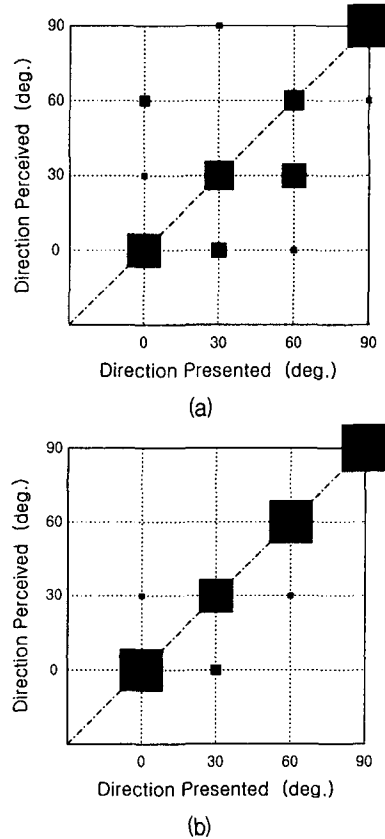 90
60
30
0
Direction Perceived (deg.)
0 30 60 90
Direction Presented (deg.)
(a)
90
60
30
0
Direction Perceived (deg.)
0 30 60 90
Direction Presented (deg.)
(b)